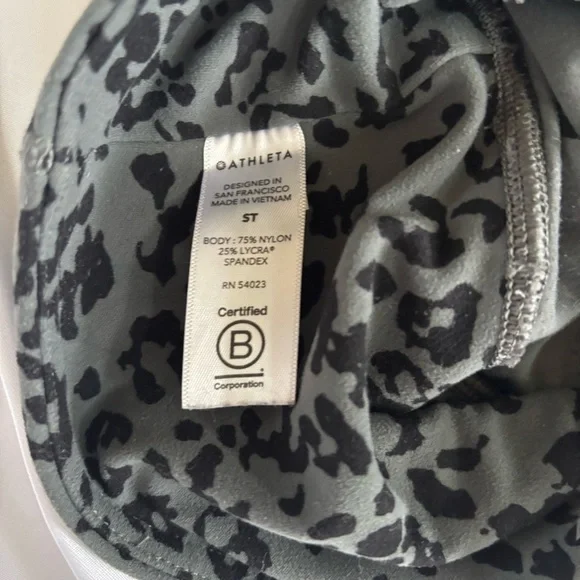 ATHLETA
DESIGNED IN
SAN FRANCISCO
MADE IN VIETNAM
ST
BODY : 75% NYLON
25% LYCRA®
SPANDEX
RN 54023
Certified
B
Corporation